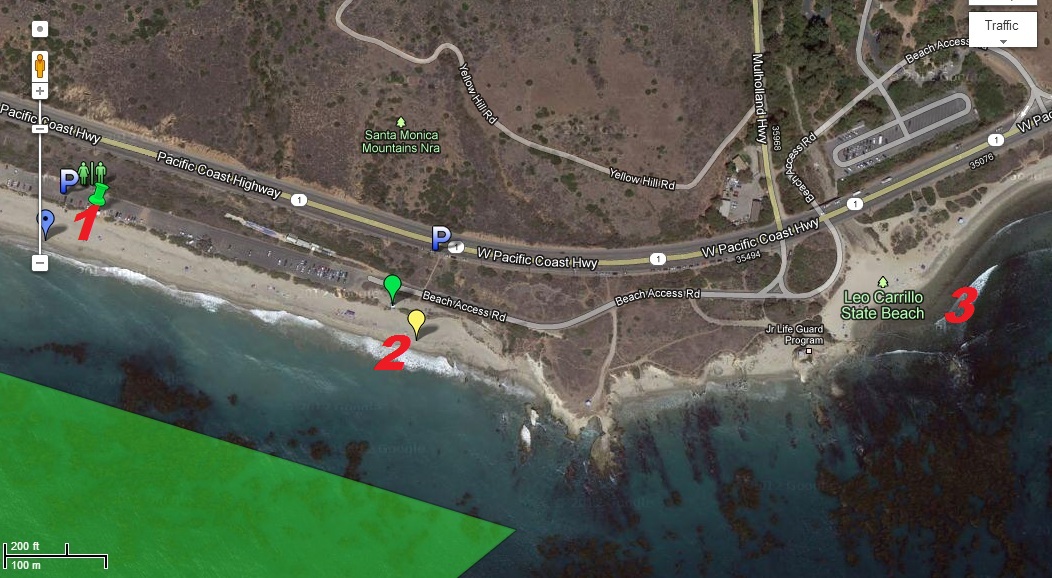 Traffic
Beach Access
Pacific Coast Hwy
Yellow Hill Rd
Mulholland Hwy
35968
Santa Monica
Mountains Nra
Beach Access Rd
1
35076
W Pac
Pacific Coast Highway
1
Yellow Hill Rd
P
1
1
P
1
W Pacific Coast Hwy
1
W Pacific Coast Hwy
35494
Beach Access Rd
Beach Access Rd
Leo Carrillo
State Beach
3
Jr Life Guard
Program
2
200 ft
100 m